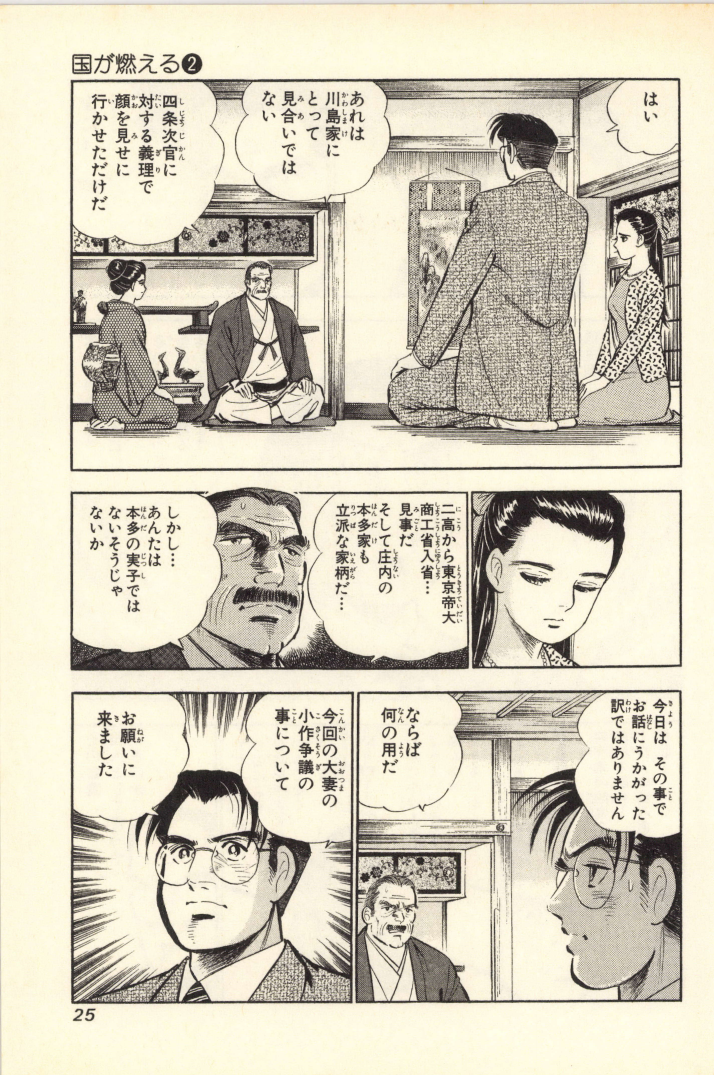 国が燃える❷
はい
あれは
川島家に
とって
見合いでは
ない
四条次官に
対する義理で
顔を見せに
行かせただけだ
二高から東京帝大
商工省入省…
見事だ
そして庄内の
本多家も
立派な家柄だ…
しかし…
あんたは
本多の実子では
ないそうじゃ
ないか
今日は その事で
お話にうかがった
訳ではありません
ならば
何の用だ
今回の大妻の
小作争議の
事について
お願いに
来ました
25